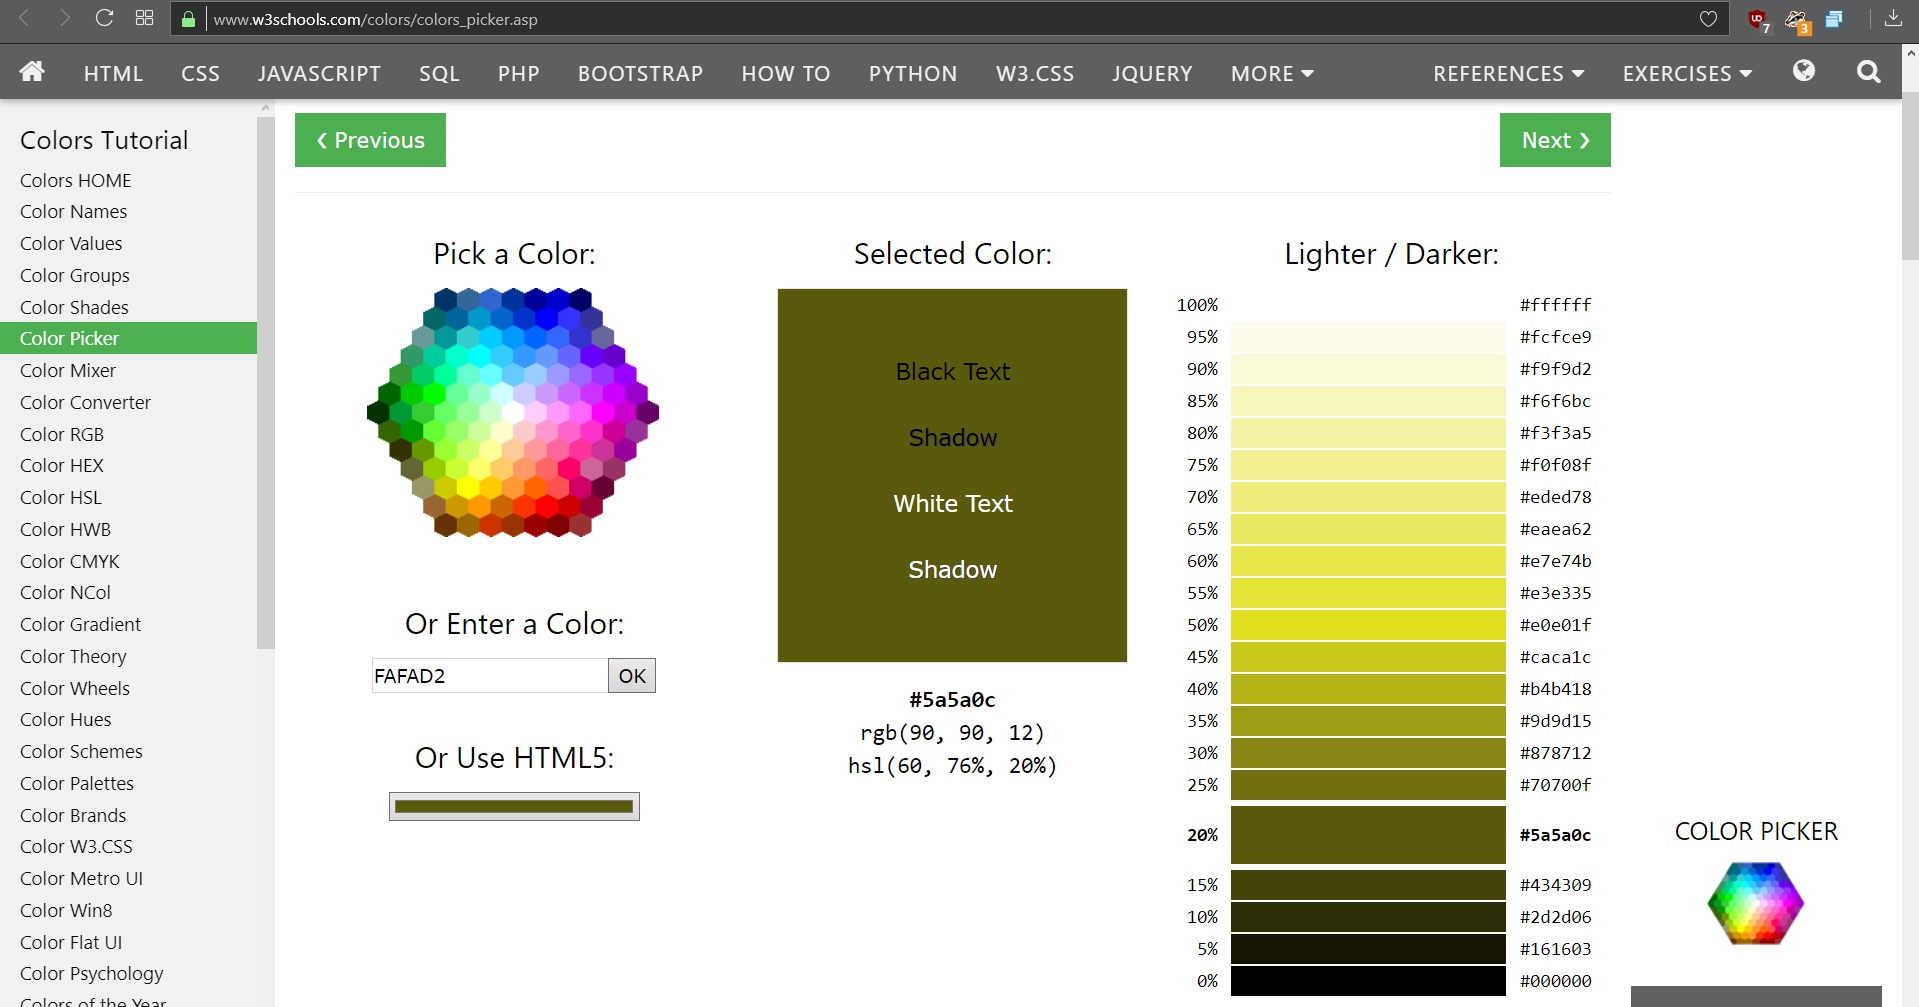 www.w3schools.com/colors/colors_picker.asp
7
3
HTML
CSS
JAVASCRIPT
SQL
PHP
BOOTSTRAP
HOW TO
PYTHON
W3.CSS
JQUERY
MORE
REFERENCES
EXERCISES
Colors Tutorial
Colors HOME
Color Names
Color Values
Color Groups
Color Shades
Color Picker
Color Mixer
Color Converter
Color RGB
Color HEX
Color HSL
Color HWB
Color CMYK
Color NCol
Color Gradient
Color Theory
Color Wheels
Color Hues
Color Schemes
Color Palettes
Color Brands
Color W3.CSS
Color Metro UI
Color Win8
Color Flat UI
Color Psychology
Colors of the Year
❮ Previous
Next ❯
Pick a Color:
Or Enter a Color:
FAFAD2
OK
Or Use HTML5:
Selected Color:
Black Text
Shadow
White Text
Shadow
#5a5a0c
rgb(90, 90, 12)
hsl(60, 76%, 20%)
Lighter / Darker:
100% #ffffff
95% #fcfce9
90% #f9f9d2
85% #f6f6bc
80% #f3f3a5
75% #f0f08f
70% #eded78
65% #eaea62
60% #e7e74b
55% #e3e335
50% #e0e01f
45% #caca1c
40% #b4b418
35% #9d9d15
30% #878712
25% #70700f
20% #5a5a0c
15% #434309
10% #2d2d06
5% #161603
0% #000000
COLOR PICKER